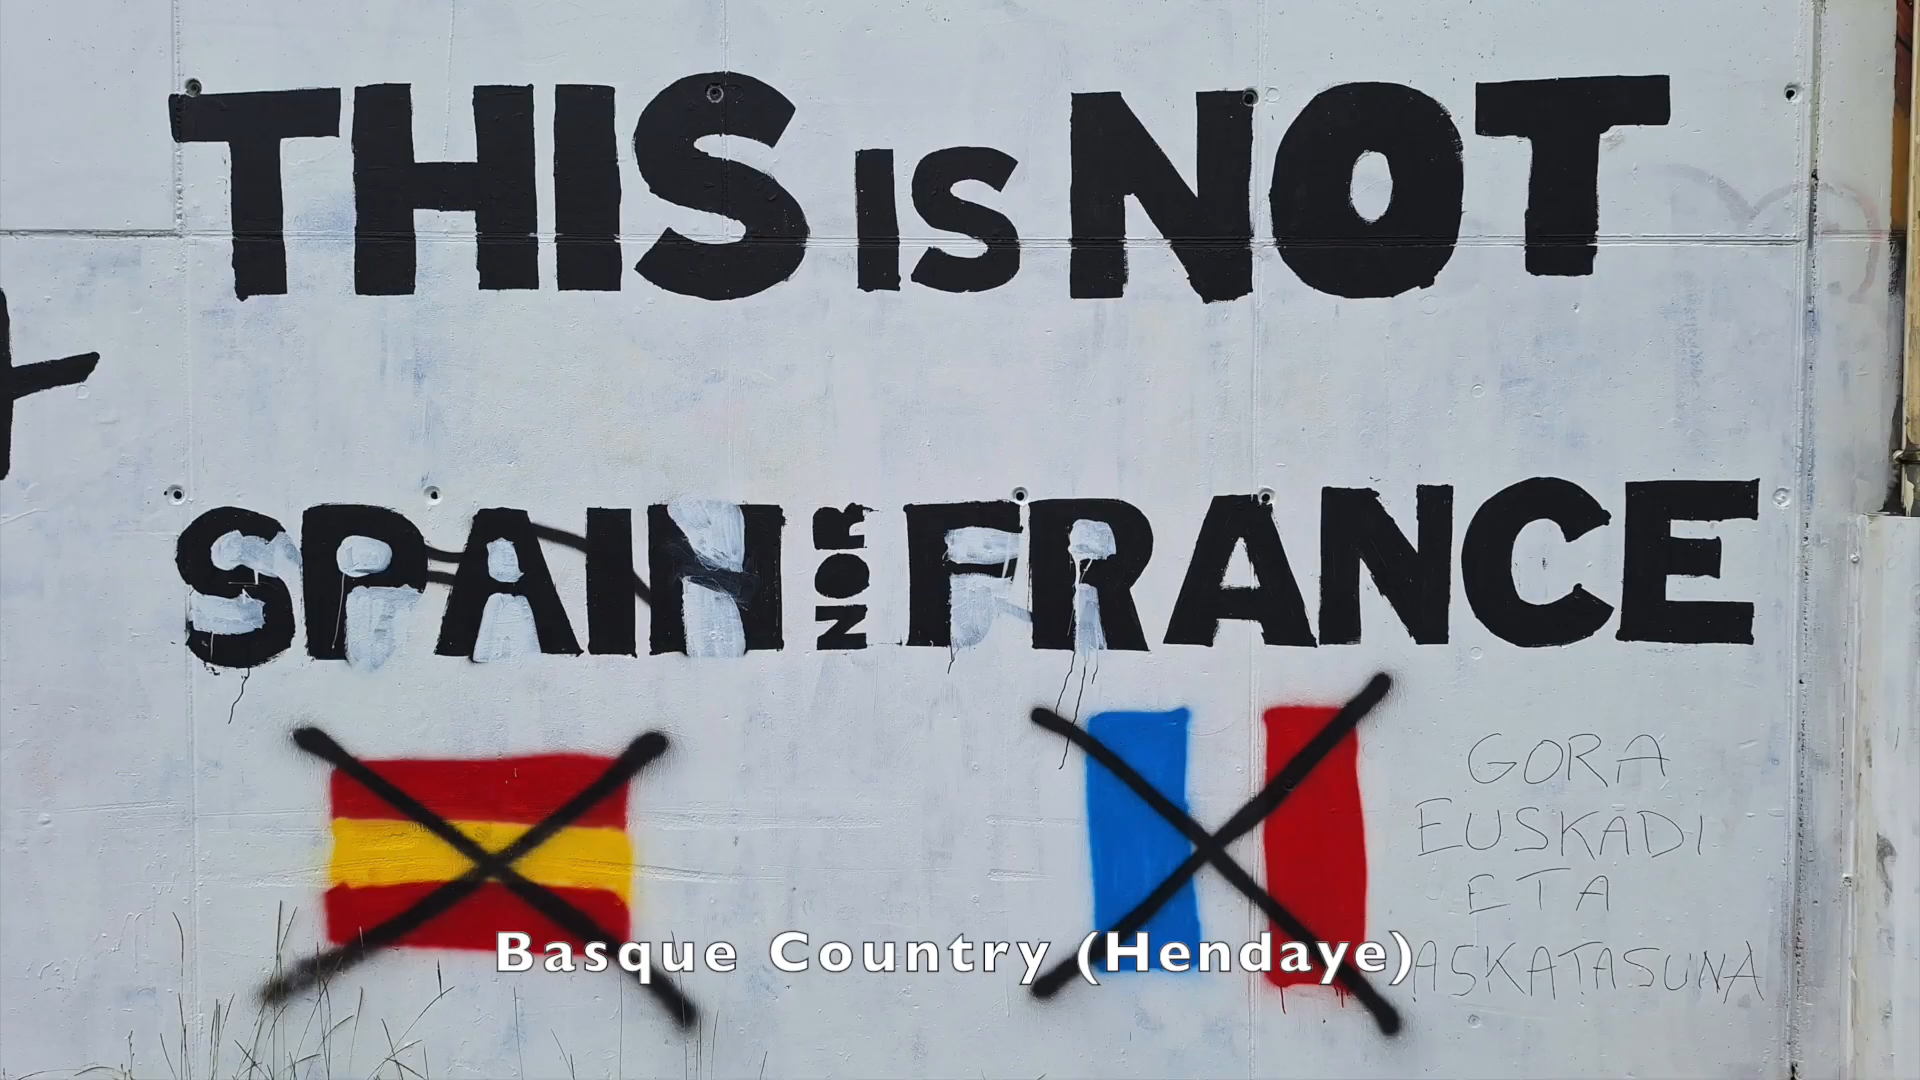 THIS IS NOT
SPAIN NOR FRANCE
GORA
EUSKADI
ETA
ASKATASUNA
Basque Country (Hendaye)